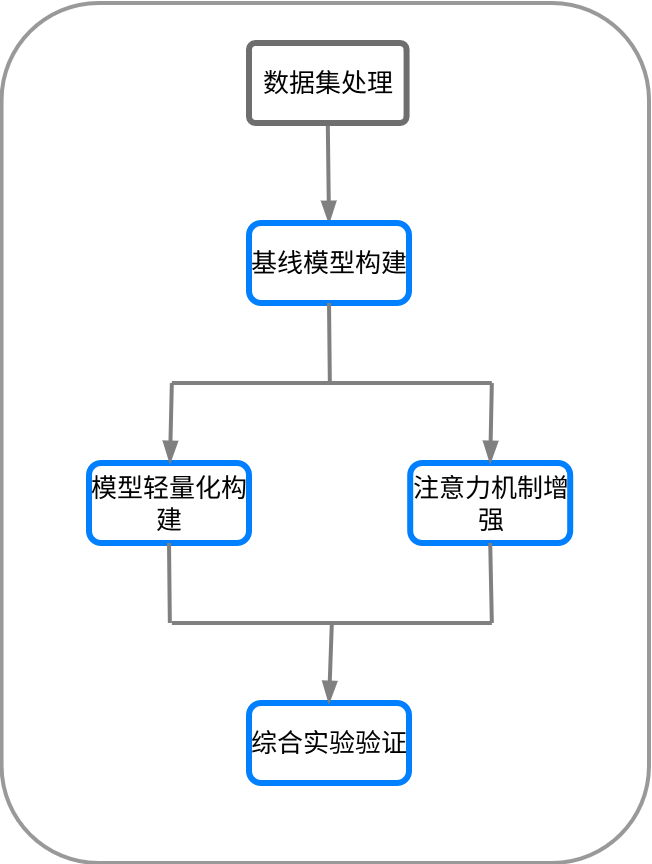 数据集处理
基线模型构建
模型轻量化构
建
注意力机制增
强
综合实验验证